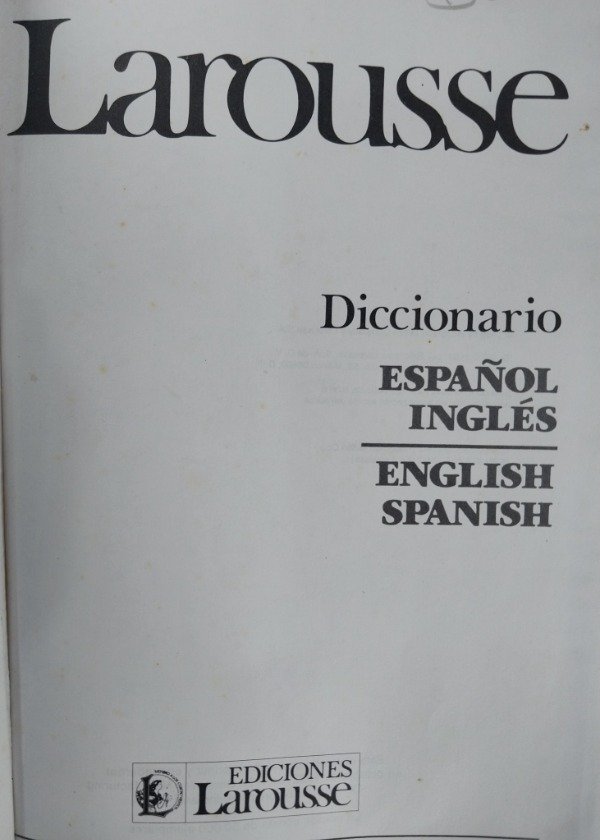 Larousse
Diccionario
ESPAÑOL
INGLÉS
ENGLISH
SPANISH
EDICIONES
Larousse